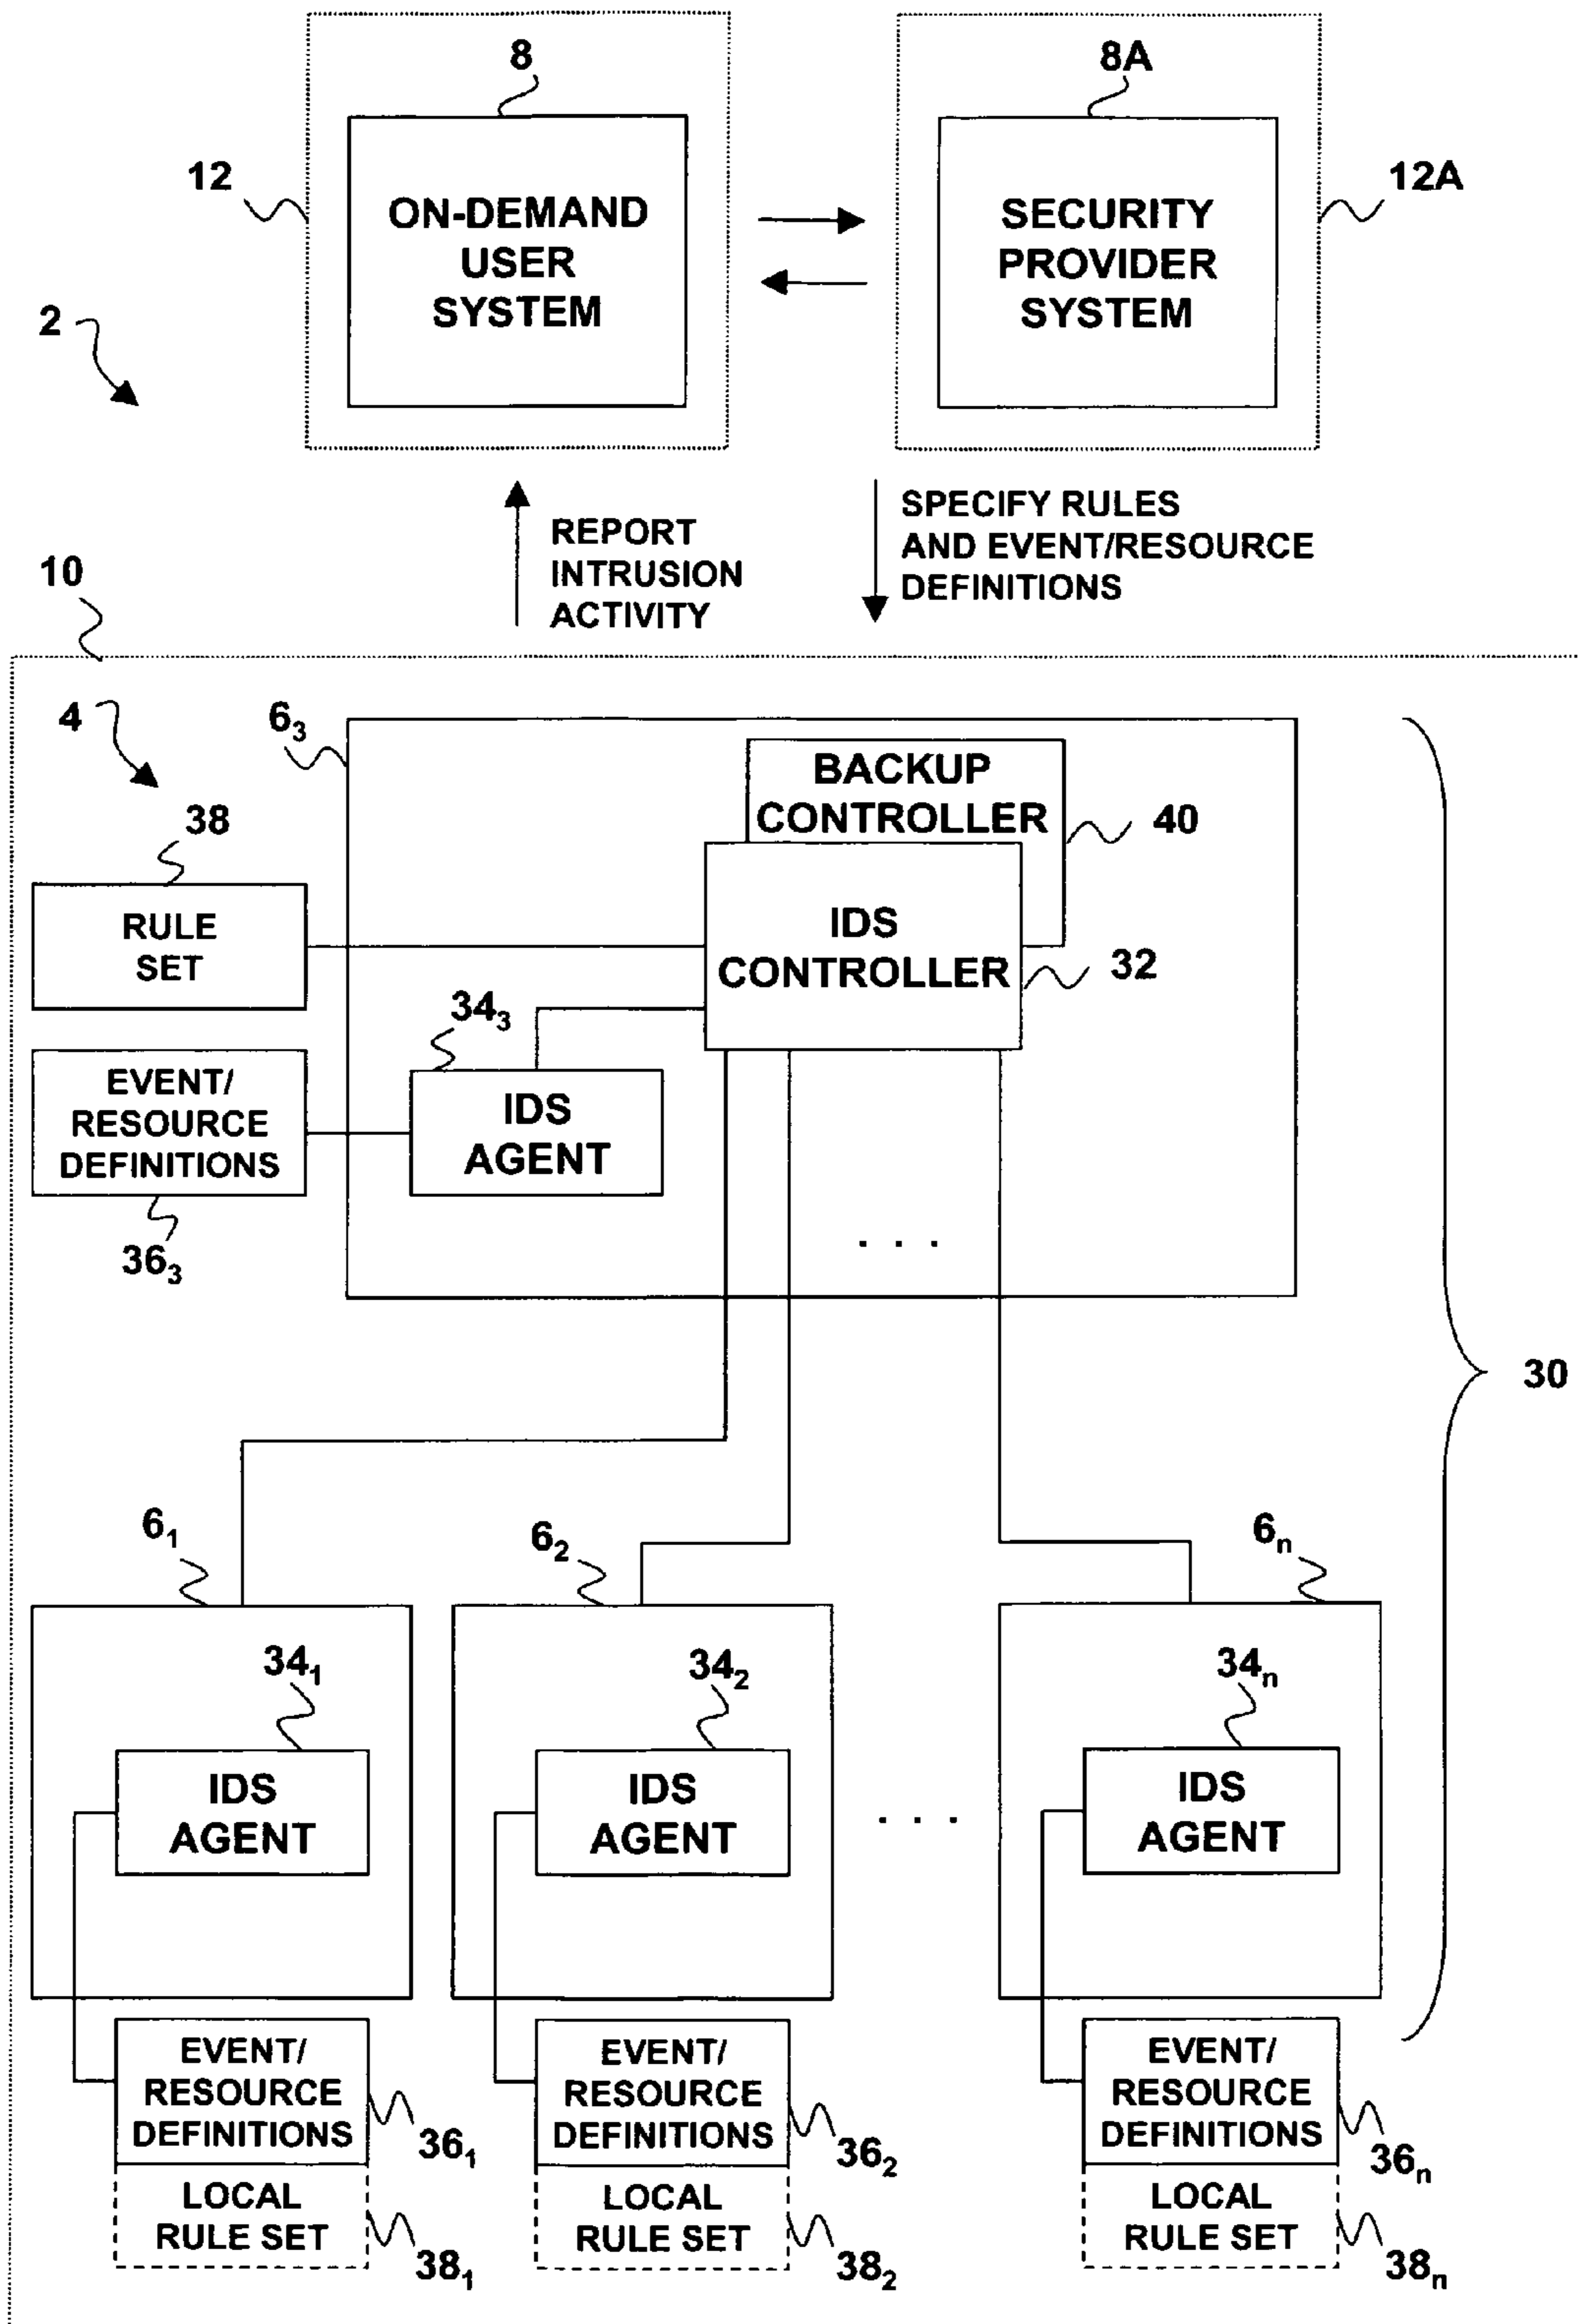 8
8A
12
ON-DEMAND
USER
SYSTEM
SECURITY
PROVIDER
SYSTEM
12A
2
REPORT
INTRUSION
ACTIVITY
SPECIFY RULES
AND EVENT/RESOURCE
DEFINITIONS
10
4
6₃
BACKUP
CONTROLLER
40
38
RULE
SET
IDS
CONTROLLER
32
34₃
EVENT/
RESOURCE
DEFINITIONS
IDS
AGENT
36₃
. . .
30
6₁
6₂
6ₙ
34₁
34₂
34ₙ
IDS
AGENT
IDS
AGENT
. . .
IDS
AGENT
EVENT/
RESOURCE
DEFINITIONS
36₁
LOCAL
RULE SET
38₁
EVENT/
RESOURCE
DEFINITIONS
36₂
LOCAL
RULE SET
38₂
EVENT/
RESOURCE
DEFINITIONS
36ₙ
LOCAL
RULE SET
38ₙ